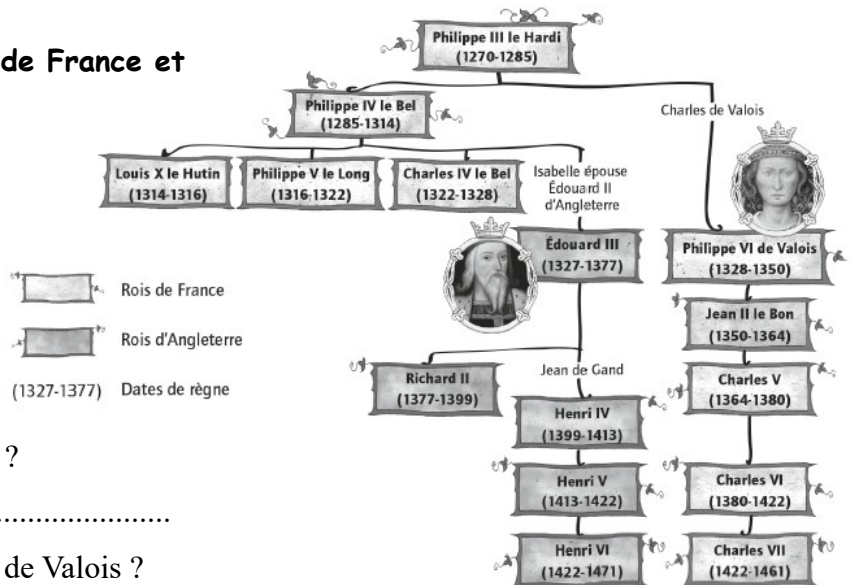 de France et
Philippe III le Hardi
(1270-1285)
Philippe IV le Bel
(1285-1314)
Charles de Valois
Louis X le Hutin
(1314-1316)
Philippe V le Long
(1316-1322)
Charles IV le Bel
(1322-1328)
Isabelle épouse
Édouard II
d'Angleterre
Édouard III
(1327-1377)
Philippe VI de Valois
(1328-1350)
Rois de France
Rois d'Angleterre
(1327-1377) Dates de règne
Jean II le Bon
(1350-1364)
Richard II
(1377-1399)
Jean de Gand
Charles V
(1364-1380)
Henri IV
(1399-1413)
?
Henri V
(1413-1422)
Charles VI
(1380-1422)
......................
de Valois ?
Henri VI
(1422-1471)
Charles VII
(1422-1461)